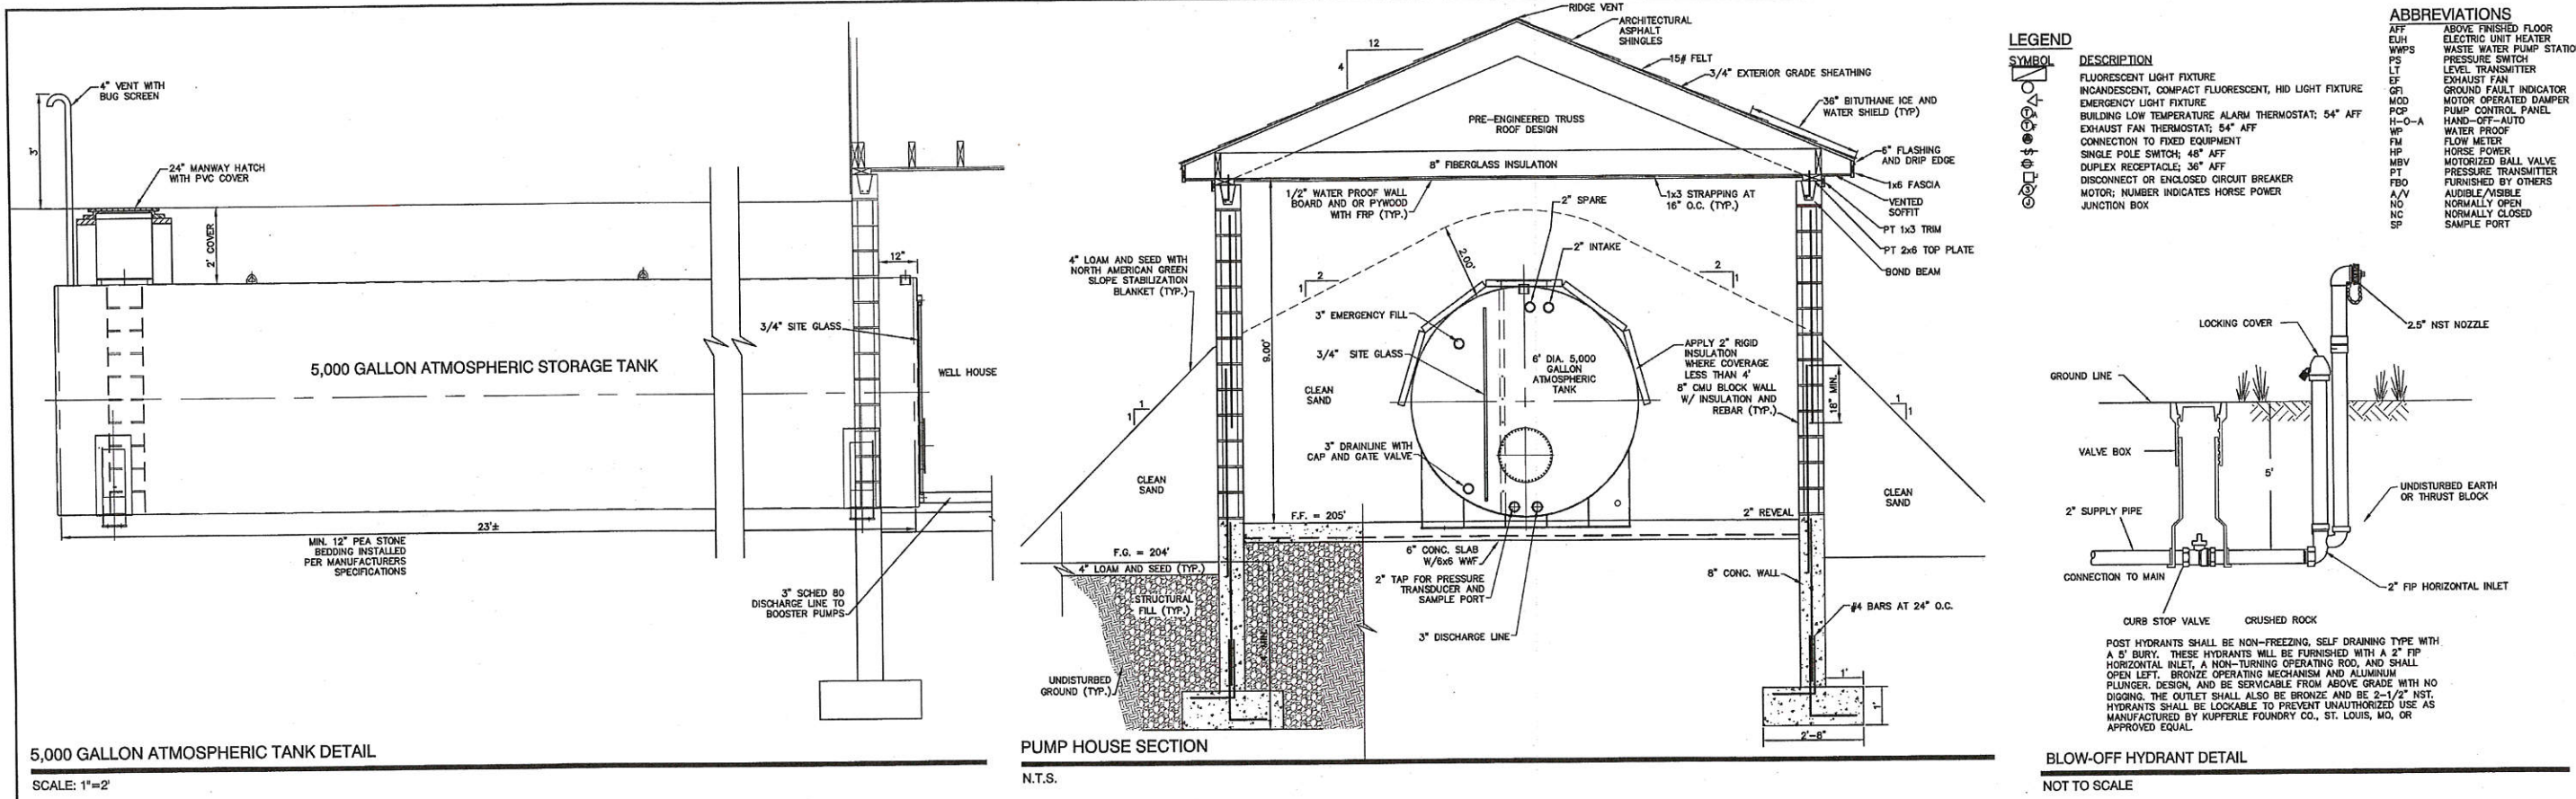 4" VENT WITH
BUG SCREEN
3'
24" MANWAY HATCH
WITH PVC COVER
2' COVER
12"
3/4" SITE GLASS
5,000 GALLON ATMOSPHERIC STORAGE TANK
WELL HOUSE
23'±
MIN. 12" PEA STONE
BEDDING INSTALLED
PER MANUFACTURERS
SPECIFICATIONS
3" SCHED 80
DISCHARGE LINE TO
BOOSTER PUMPS
5,000 GALLON ATMOSPHERIC TANK DETAIL
SCALE: 1"=2'
RIDGE VENT
ARCHITECTURAL
ASPHALT
SHINGLES
12
4
15# FELT
3/4" EXTERIOR GRADE SHEATHING
36" BITUTHANE ICE AND
WATER SHIELD (TYP)
PRE-ENGINEERED TRUSS
ROOF DESIGN
8" FIBERGLASS INSULATION
6" FLASHING
AND DRIP EDGE
1x6 FASCIA
VENTED
SOFFIT
PT 1x3 TRIM
PT 2x6 TOP PLATE
BOND BEAM
1/2" WATER PROOF WALL
BOARD AND OR PYWOOD
WITH FRP (TYP.)
1x3 STRAPPING AT
16" O.C. (TYP.)
2" SPARE
2" INTAKE
2.00'
2
1
2
1
4" LOAM AND SEED WITH
NORTH AMERICAN GREEN
SLOPE STABILIZATION
BLANKET (TYP.)
9.00'
3" EMERGENCY FILL
3/4" SITE GLASS
6' DIA. 5,000
GALLON
ATMOSPHERIC
TANK
APPLY 2" RIGID
INSULATION
WHERE COVERAGE
LESS THAN 4'
8" CMU BLOCK WALL
W/ INSULATION AND
REBAR (TYP.)
18" MIN.
CLEAN
SAND
1
1
1
1
3" DRAINLINE WITH
CAP AND GATE VALVE
CLEAN
SAND
CLEAN
SAND
F.F. = 205'
2" REVEAL
F.G. = 204'
4" LOAM AND SEED (TYP.)
STRUCTURAL
FILL (TYP.)
6" CONC. SLAB
W/6x6 WWF
2" TAP FOR PRESSURE
TRANSDUCER AND
SAMPLE PORT
3" DISCHARGE LINE
8" CONC. WALL
#4 BARS AT 24" O.C.
4' MIN.
UNDISTURBED
GROUND (TYP.)
1'
1'
2'-8"
PUMP HOUSE SECTION
N.T.S.
LEGEND
SYMBOL DESCRIPTION
FLUORESCENT LIGHT FIXTURE
INCANDESCENT, COMPACT FLUORESCENT, HID LIGHT FIXTURE
EMERGENCY LIGHT FIXTURE
BUILDING LOW TEMPERATURE ALARM THERMOSTAT; 54" AFF
EXHAUST FAN THERMOSTAT; 54" AFF
CONNECTION TO FIXED EQUIPMENT
SINGLE POLE SWITCH; 48" AFF
DUPLEX RECEPTACLE; 36" AFF
DISCONNECT OR ENCLOSED CIRCUIT BREAKER
MOTOR; NUMBER INDICATES HORSE POWER
JUNCTION BOX
ABBREVIATIONS
AFF ABOVE FINISHED FLOOR
EUH ELECTRIC UNIT HEATER
WWPS WASTE WATER PUMP STATIO
PS PRESSURE SWITCH
LT LEVEL TRANSMITTER
EF EXHAUST FAN
GFI GROUND FAULT INDICATOR
MOD MOTOR OPERATED DAMPER
PCP PUMP CONTROL PANEL
H-O-A HAND-OFF-AUTO
WP WATER PROOF
FM FLOW METER
HP HORSE POWER
MBV MOTORIZED BALL VALVE
PT PRESSURE TRANSMITTER
FBO FURNISHED BY OTHERS
A/V AUDIBLE/VISIBLE
NO NORMALLY OPEN
NC NORMALLY CLOSED
SP SAMPLE PORT
LOCKING COVER
2.5" NST NOZZLE
GROUND LINE
VALVE BOX
5'
UNDISTURBED EARTH
OR THRUST BLOCK
2" SUPPLY PIPE
CONNECTION TO MAIN
2" FIP HORIZONTAL INLET
CURB STOP VALVE
CRUSHED ROCK
POST HYDRANTS SHALL BE NON-FREEZING, SELF DRAINING TYPE WITH
A 5' BURY. THESE HYDRANTS WILL BE FURNISHED WITH A 2" FIP
HORIZONTAL INLET, A NON-TURNING OPERATING ROD, AND SHALL
OPEN LEFT. BRONZE OPERATING MECHANISM AND ALUMINUM
PLUNGER. DESIGN, AND BE SERVICABLE FROM ABOVE GRADE WITH NO
DIGGING. THE OUTLET SHALL ALSO BE BRONZE AND BE 2-1/2" NST.
HYDRANTS SHALL BE LOCKABLE TO PREVENT UNAUTHORIZED USE AS
MANUFACTURED BY KUPFERLE FOUNDRY CO., ST. LOUIS, MO, OR
APPROVED EQUAL.
BLOW-OFF HYDRANT DETAIL
NOT TO SCALE